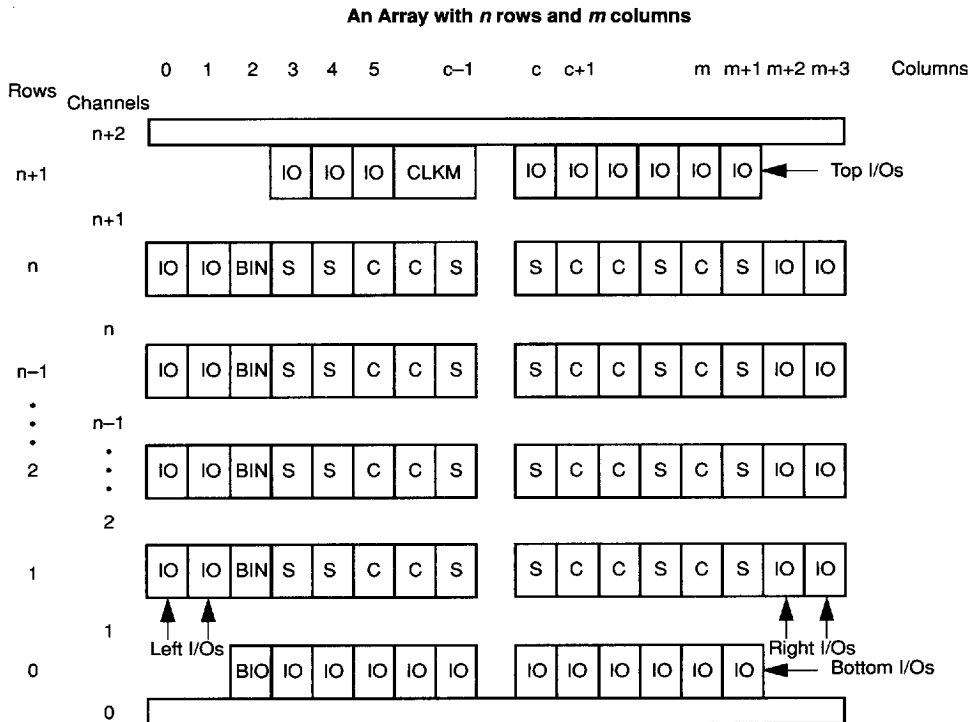 An Array with n rows and m columns
0 1 2 3 4 5 c–1 c c+1 m m+1 m+2 m+3 Columns
Rows
Channels
n+2
n+1 IO IO IO CLKM IO IO IO IO IO IO Top I/Os
n+1
n IO IO BIN S S C C S S C C S C S IO IO
n
n–1 IO IO BIN S S C C S S C C S C S IO IO
n–1
2 IO IO BIN S S C C S S C C S C S IO IO
2
1 IO IO BIN S S C C S S C C S C S IO IO
1
Left I/Os Right I/Os
0 BIO IO IO IO IO IO IO IO IO IO IO IO Bottom I/Os
0